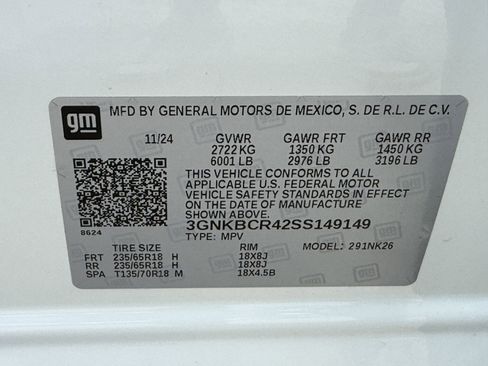 gm
MFD BY GENERAL MOTORS DE MEXICO, S. DE R.L. DE C.V.
11/24 GVWR GAWR FRT GAWR RR
2722 KG 1350 KG 1450 KG
6001 LB 2976 LB 3196 LB
THIS VEHICLE CONFORMS TO ALL
APPLICABLE U.S. FEDERAL MOTOR
VEHICLE SAFETY STANDARDS IN EFFECT
ON THE DATE OF MANUFACTURE SHOWN ABOVE.
3GNKBCR42SS149149
8624 TYPE: MPV MODEL: 291NK26
TIRE SIZE RIM
FRT 235/65R18 H 18X8J
RR 235/65R18 H 18X8J
SPA T135/70R18 M 18X4.5B